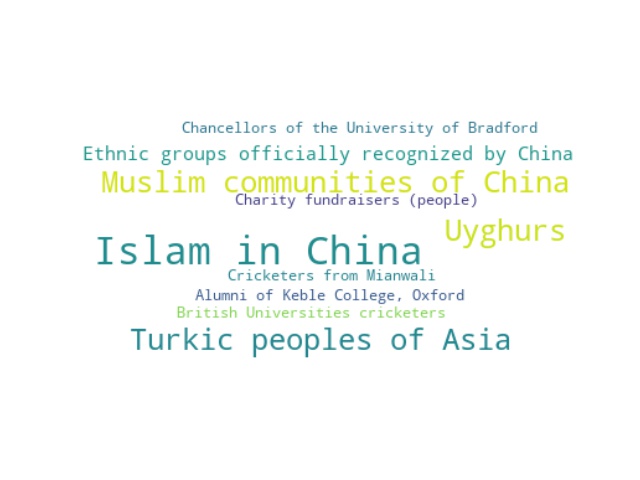 Chancellors of the University of Bradford
Ethnic groups officially recognized by China
Muslim communities of China
Charity fundraisers (people)
Uyghurs
Islam in China
Cricketers from Mianwali
Alumni of Keble College, Oxford
British Universities cricketers
Turkic peoples of Asia